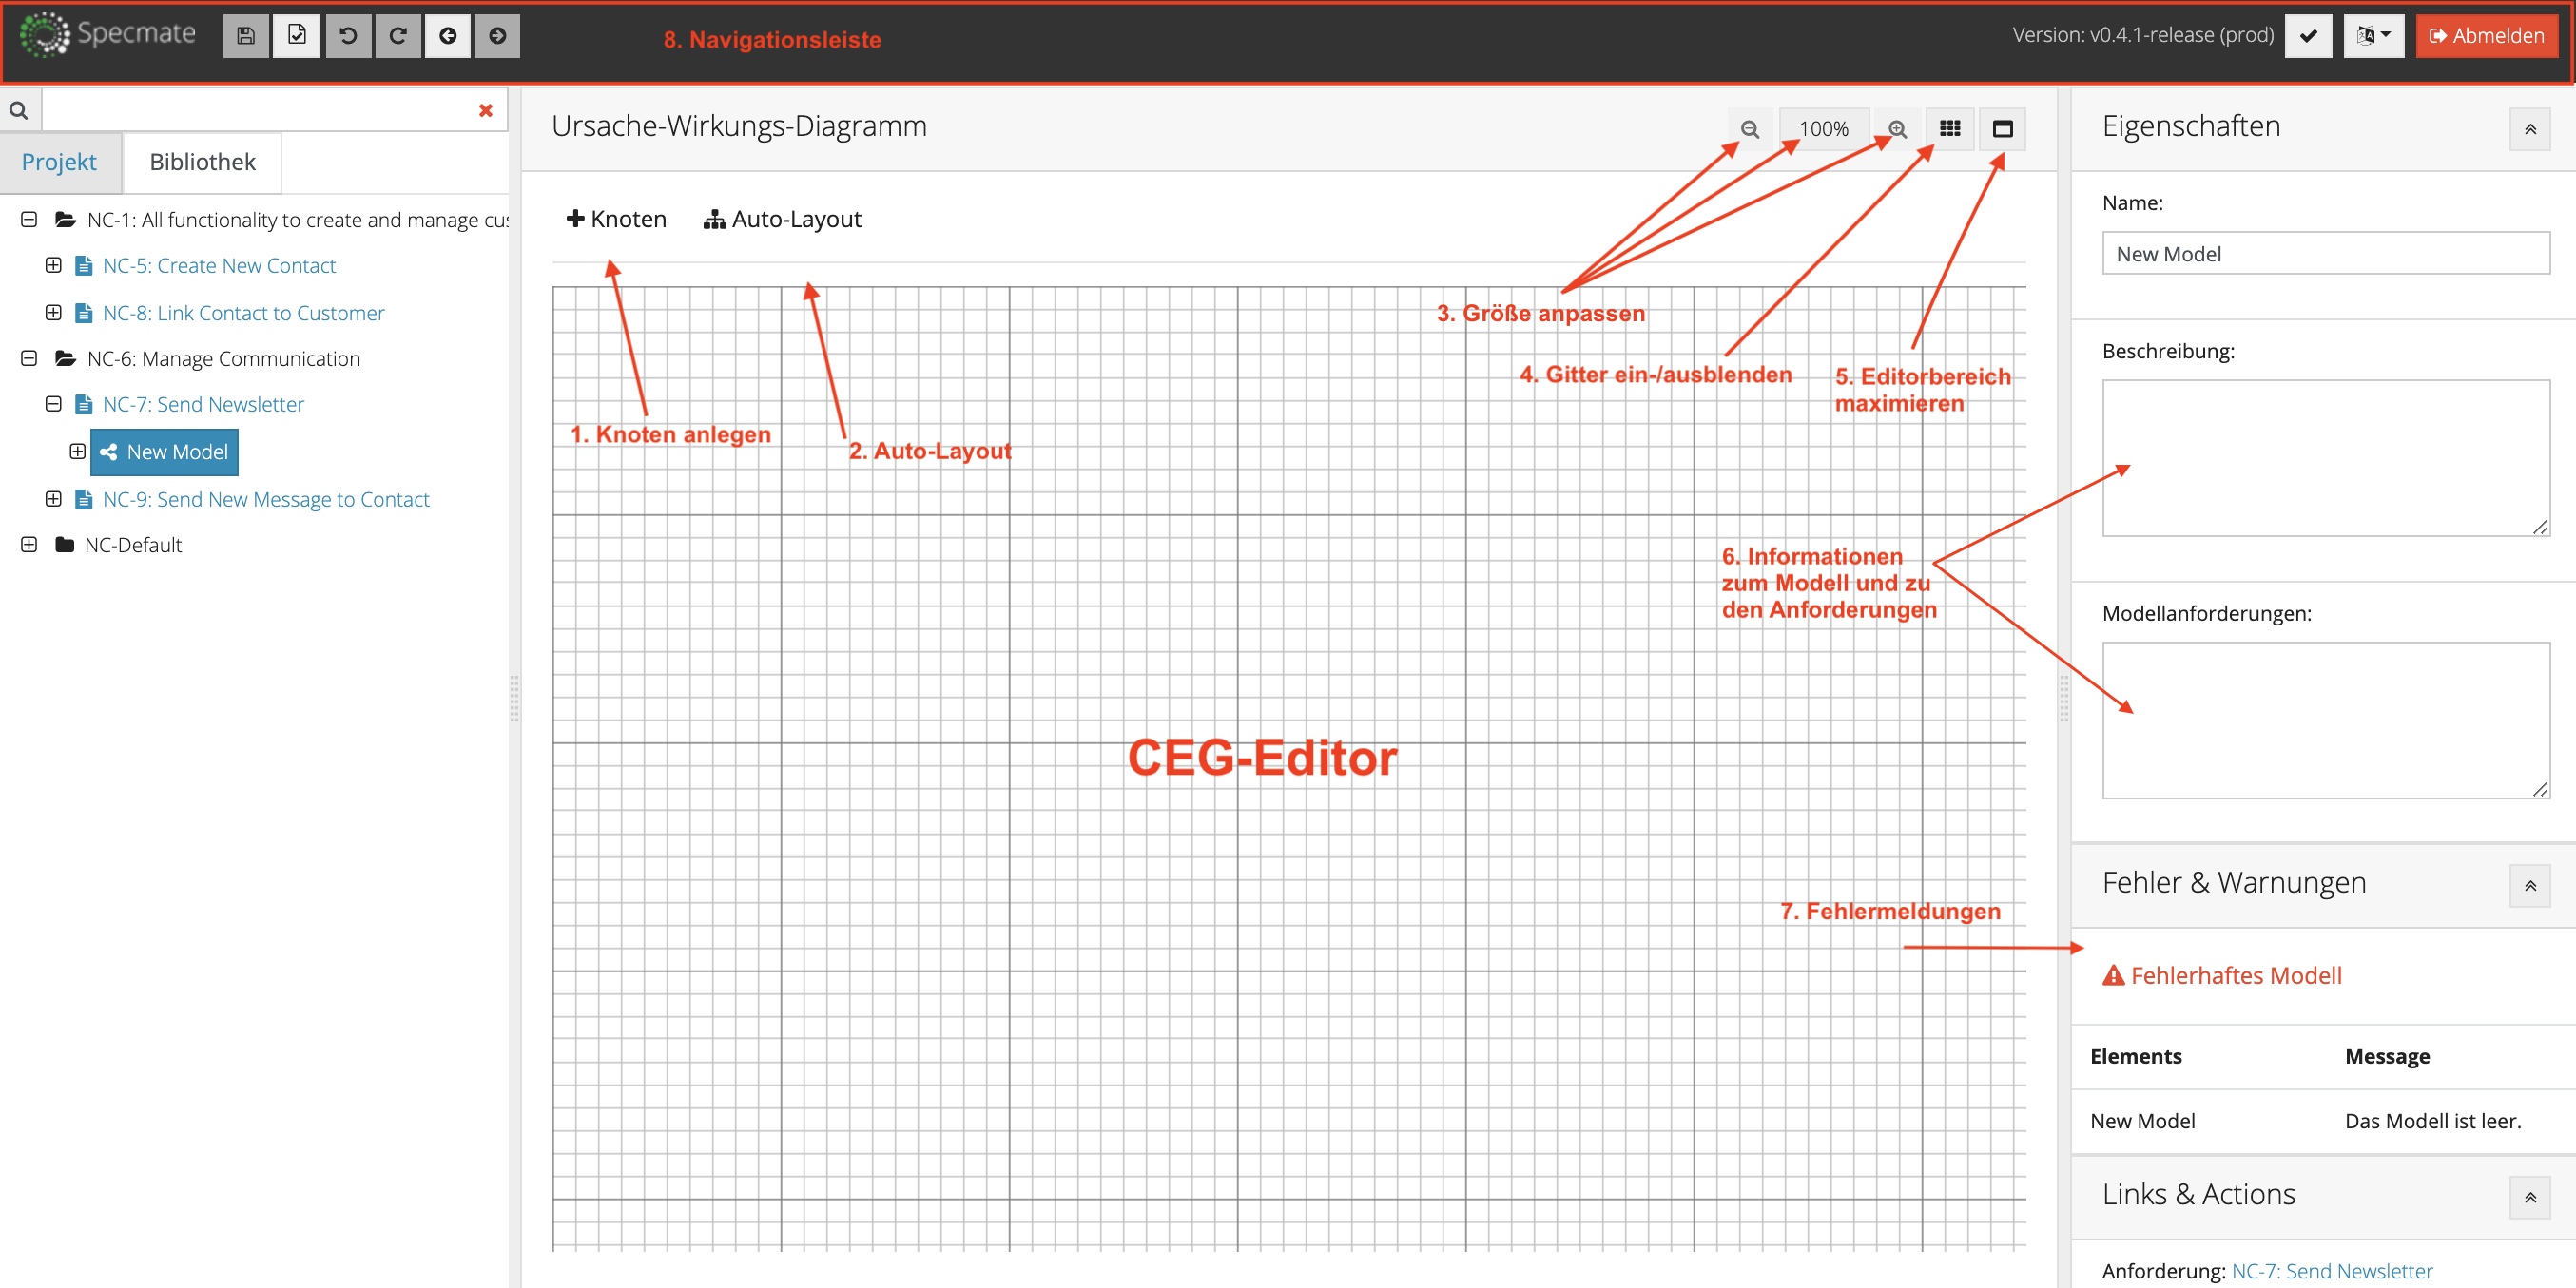 Specmate
8. Navigationsleiste
Version: v0.4.1-release (prod)
Abmelden
Projekt
Bibliothek
NC-1: All functionality to create and manage cus
NC-5: Create New Contact
NC-8: Link Contact to Customer
NC-6: Manage Communication
NC-7: Send Newsletter
New Model
NC-9: Send New Message to Contact
NC-Default
Ursache-Wirkungs-Diagramm
100%
Knoten
Auto-Layout
1. Knoten anlegen
2. Auto-Layout
3. Größe anpassen
4. Gitter ein-/ausblenden
5. Editorbereich
maximieren
6. Informationen
zum Modell und zu
den Anforderungen
CEG-Editor
7. Fehlermeldungen
Eigenschaften
Name:
New Model
Beschreibung:
Modellanforderungen:
Fehler & Warnungen
Fehlerhaftes Modell
Elements Message
New Model Das Modell ist leer.
Links & Actions
Anforderung: NC-7: Send Newsletter